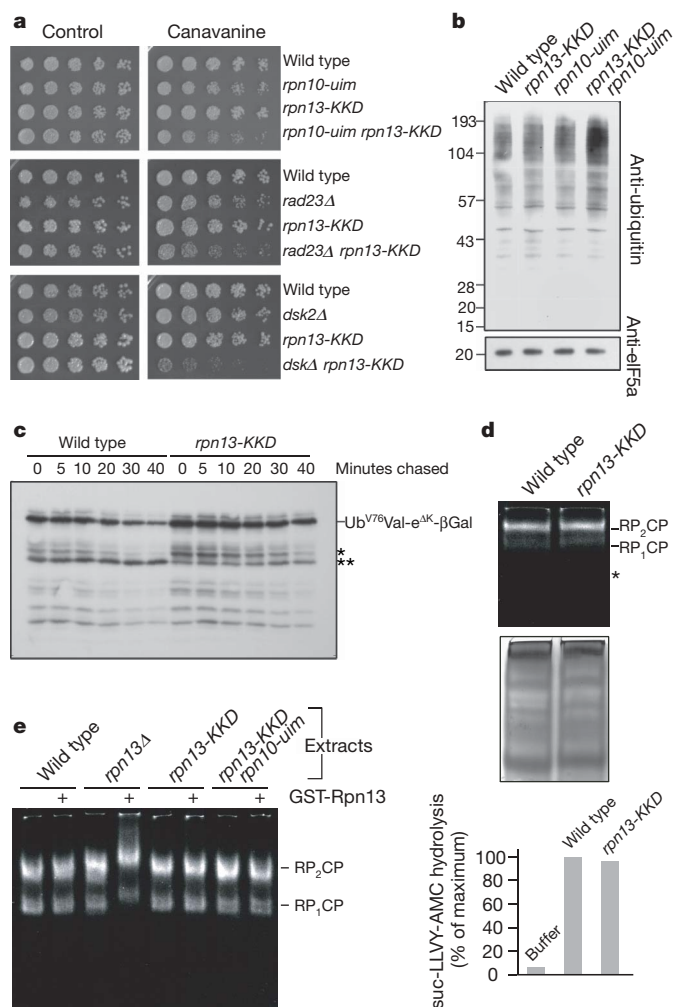 a
Control Canavanine
Wild type
rpn10-uim
rpn13-KKD
rpn10-uim rpn13-KKD
Wild type
rad23Δ
rpn13-KKD
rad23Δ rpn13-KKD
Wild type
dsk2Δ
rpn13-KKD
dskΔ rpn13-KKD
b
Wild type
rpn13-KKD
rpn10-uim
rpn13-KKD
rpn10-uim
193
104
57
43
28
20
15
Anti-ubiquitin
20
Anti-eIF5a
c
Wild type rpn13-KKD
0 5 10 20 30 40 0 5 10 20 30 40 Minutes chased
UbV76Val-eΔK-βGal
*
**
d
Wild type
rpn13-KKD
RP2CP
RP1CP
*
e
Wild type
rpn13Δ
rpn13-KKD
rpn13-KKD
rpn10-uim
Extracts
+ + + + GST-Rpn13
RP2CP
RP1CP
suc-LLVY-AMC hydrolysis
(% of maximum)
100
80
60
40
20
0
Buffer
Wild type
rpn13-KKD